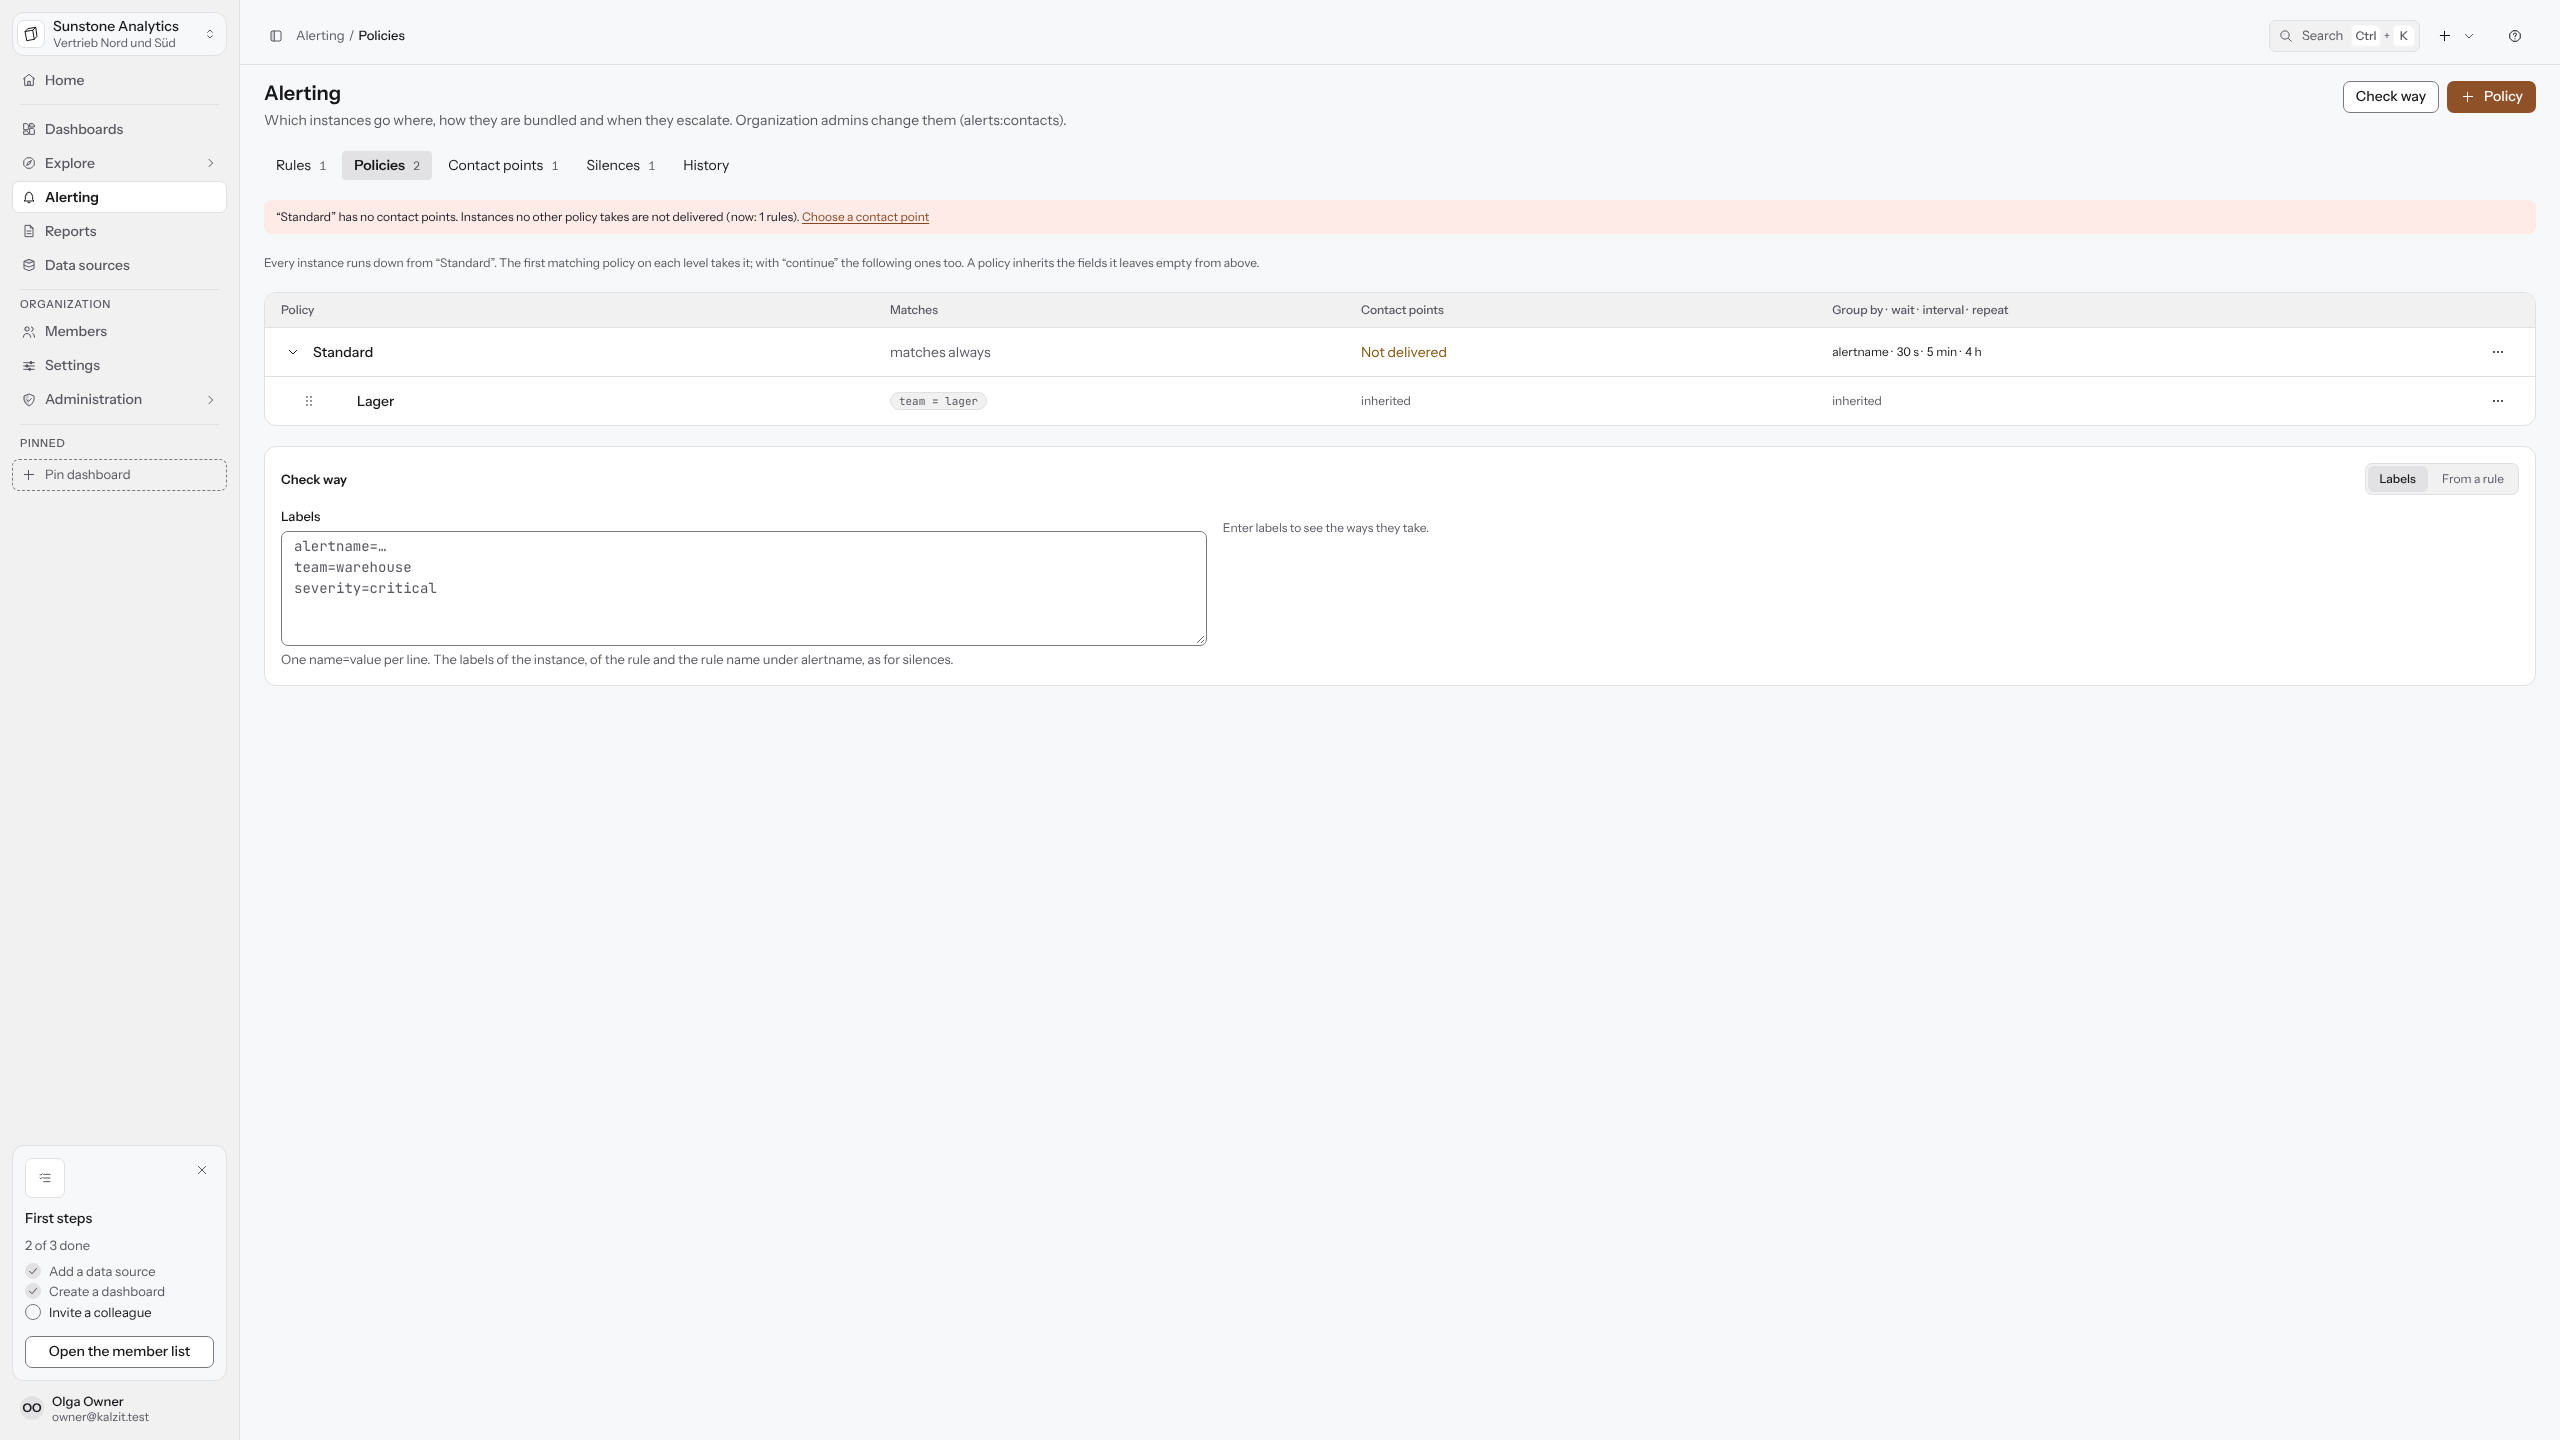 Sunstone Analytics
Vertrieb Nord und Süd
Home
Dashboards
Explore
Alerting
Reports
Data sources
ORGANIZATION
Members
Settings
Administration
PINNED
Pin dashboard
First steps
2 of 3 done
Add a data source
Create a dashboard
Invite a colleague
Open the member list
OO
Olga Owner
owner@kalzit.test
Alerting / Policies
Search Ctrl + K
Alerting
Which instances go where, how they are bundled and when they escalate. Organization admins change them (alerts:contacts).
Check way
Policy
Rules 1
Policies 2
Contact points 1
Silences 1
History
“Standard” has no contact points. Instances no other policy takes are not delivered (now: 1 rules). Choose a contact point
Every instance runs down from “Standard”. The first matching policy on each level takes it; with “continue” the following ones too. A policy inherits the fields it leaves empty from above.
Policy Matches Contact points Group by · wait · interval · repeat
Standard matches always Not delivered alertname · 30 s · 5 min · 4 h
Lager team = lager inherited inherited
Check way
Labels From a rule
Labels
alertname=…
team=warehouse
severity=critical
One name=value per line. The labels of the instance, of the rule and the rule name under alertname, as for silences.
Enter labels to see the ways they take.